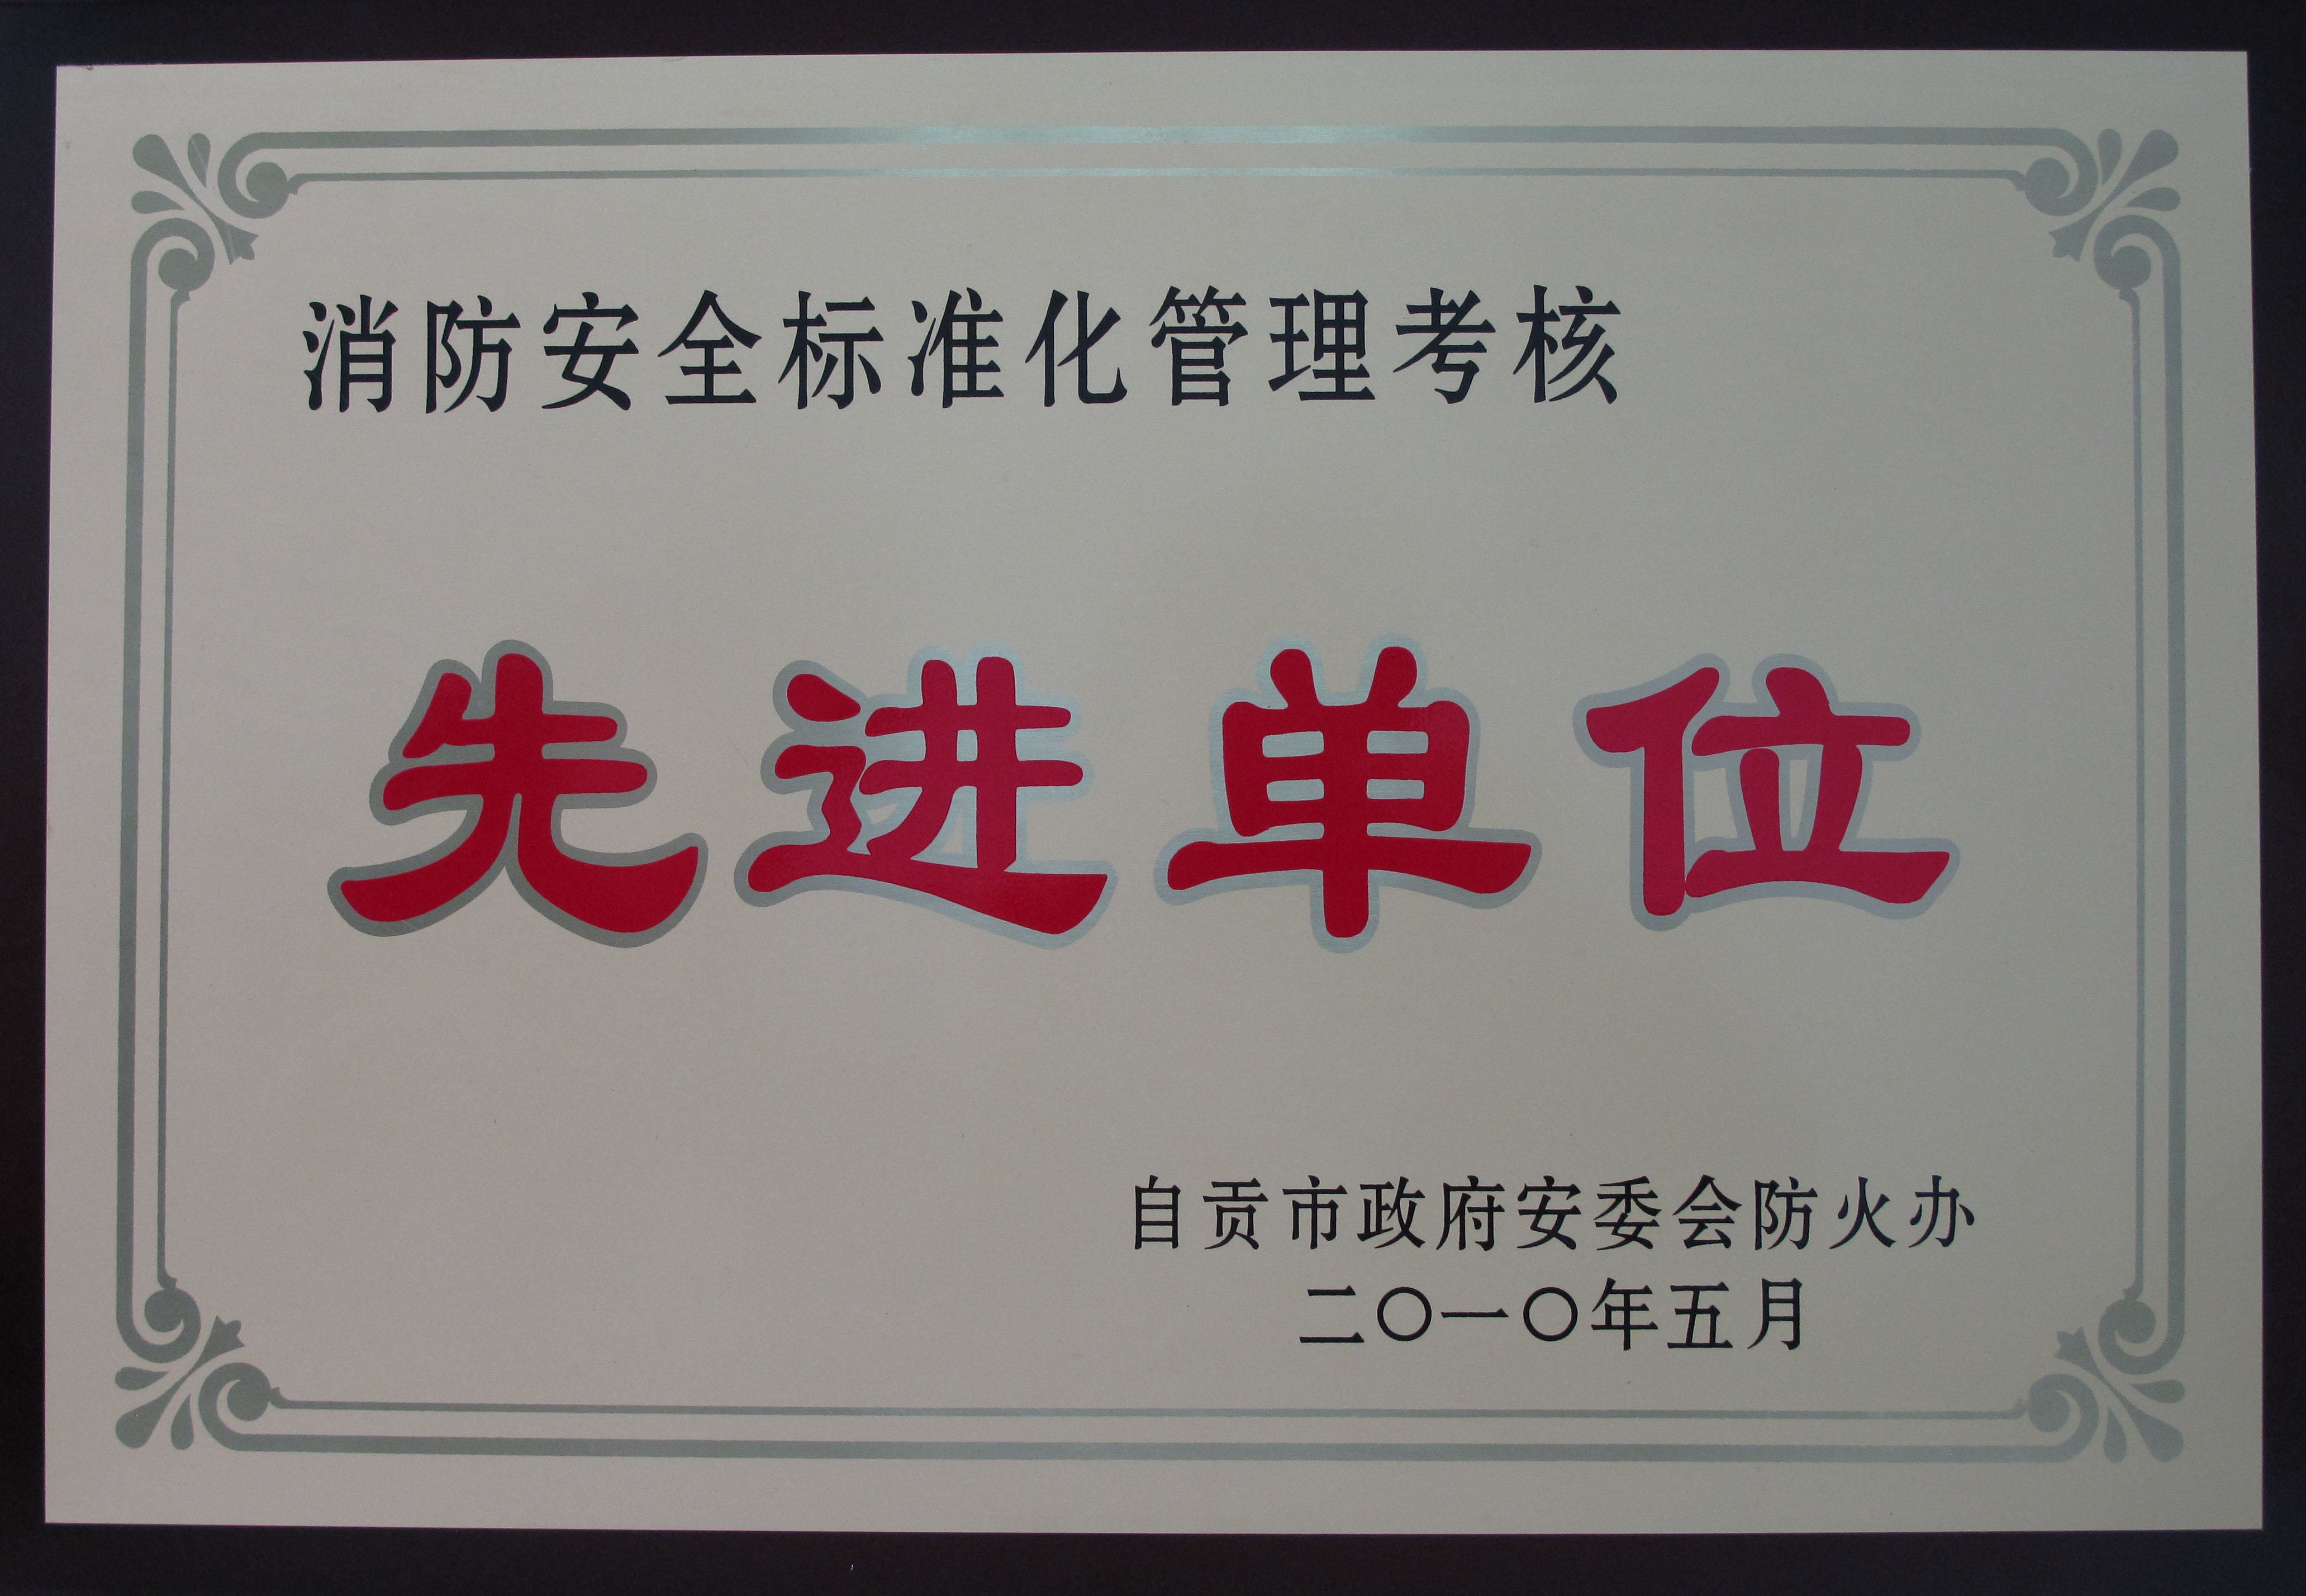 消防安全标准化管理考核
先进单位
自贡市政府安委会防火办
二〇一〇年五月